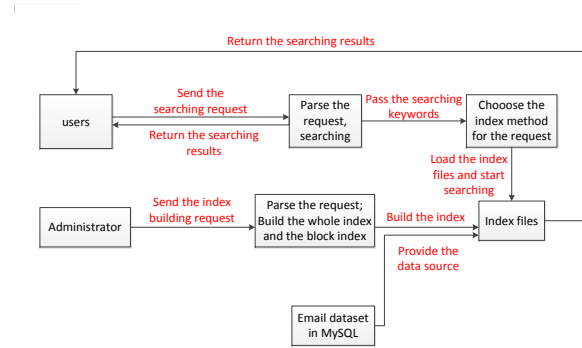 Return the searching results
Send the
searching request
users
Return the searching
results
Parse the
request,
searching
Pass the searching
keywords
Chooose the
index method
for the request
Load the index
files and start
searching
Send the index
building request
Administrator
Parse the request;
Build the whole index
and the block index
Build the index
Index files
Provide the
data source
Email dataset
in MySQL